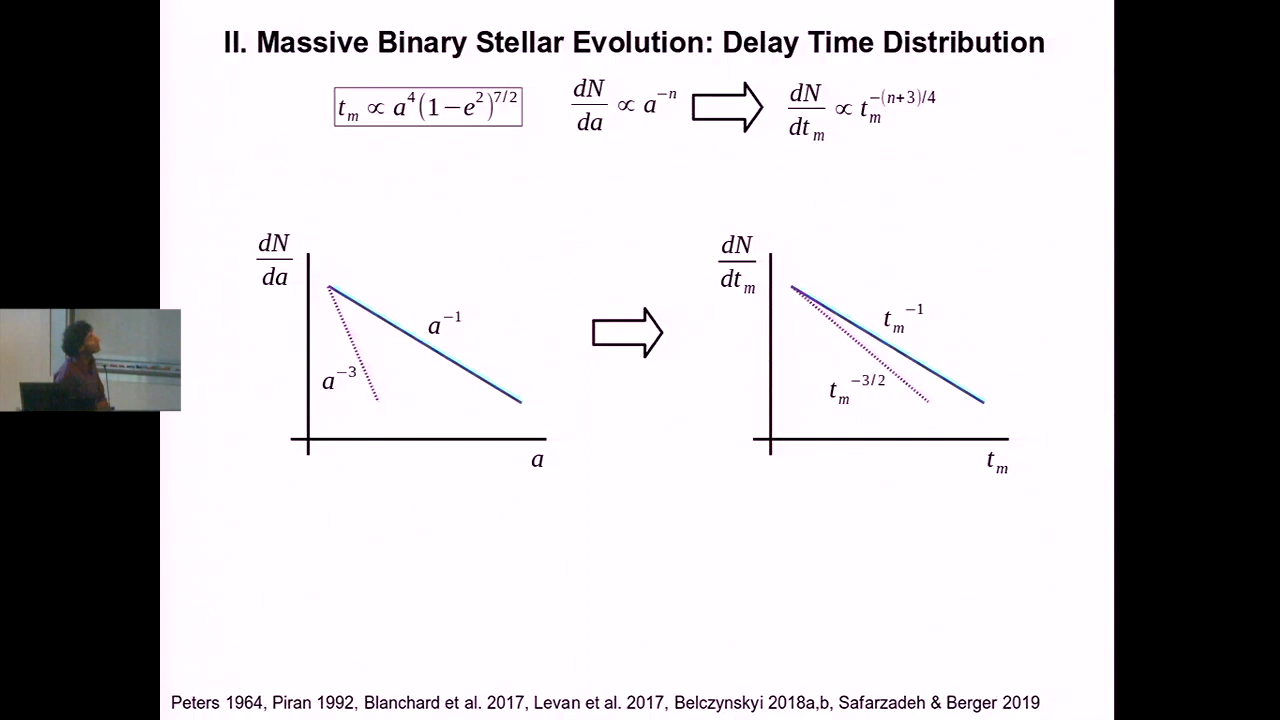 II. Massive Binary Stellar Evolution: Delay Time Distribution
t_m ∝ a^4 (1−e^2)^{7/2}
dN/da ∝ a^{−n}
dN/dt_m ∝ t_m^{−(n+3)/4}
dN/da
a^{−1}
a^{−3}
a
dN/dt_m
t_m^{−1}
t_m^{−3/2}
t_m
Peters 1964, Piran 1992, Blanchard et al. 2017, Levan et al. 2017, Belczynskyi 2018a,b, Safarzadeh & Berger 2019